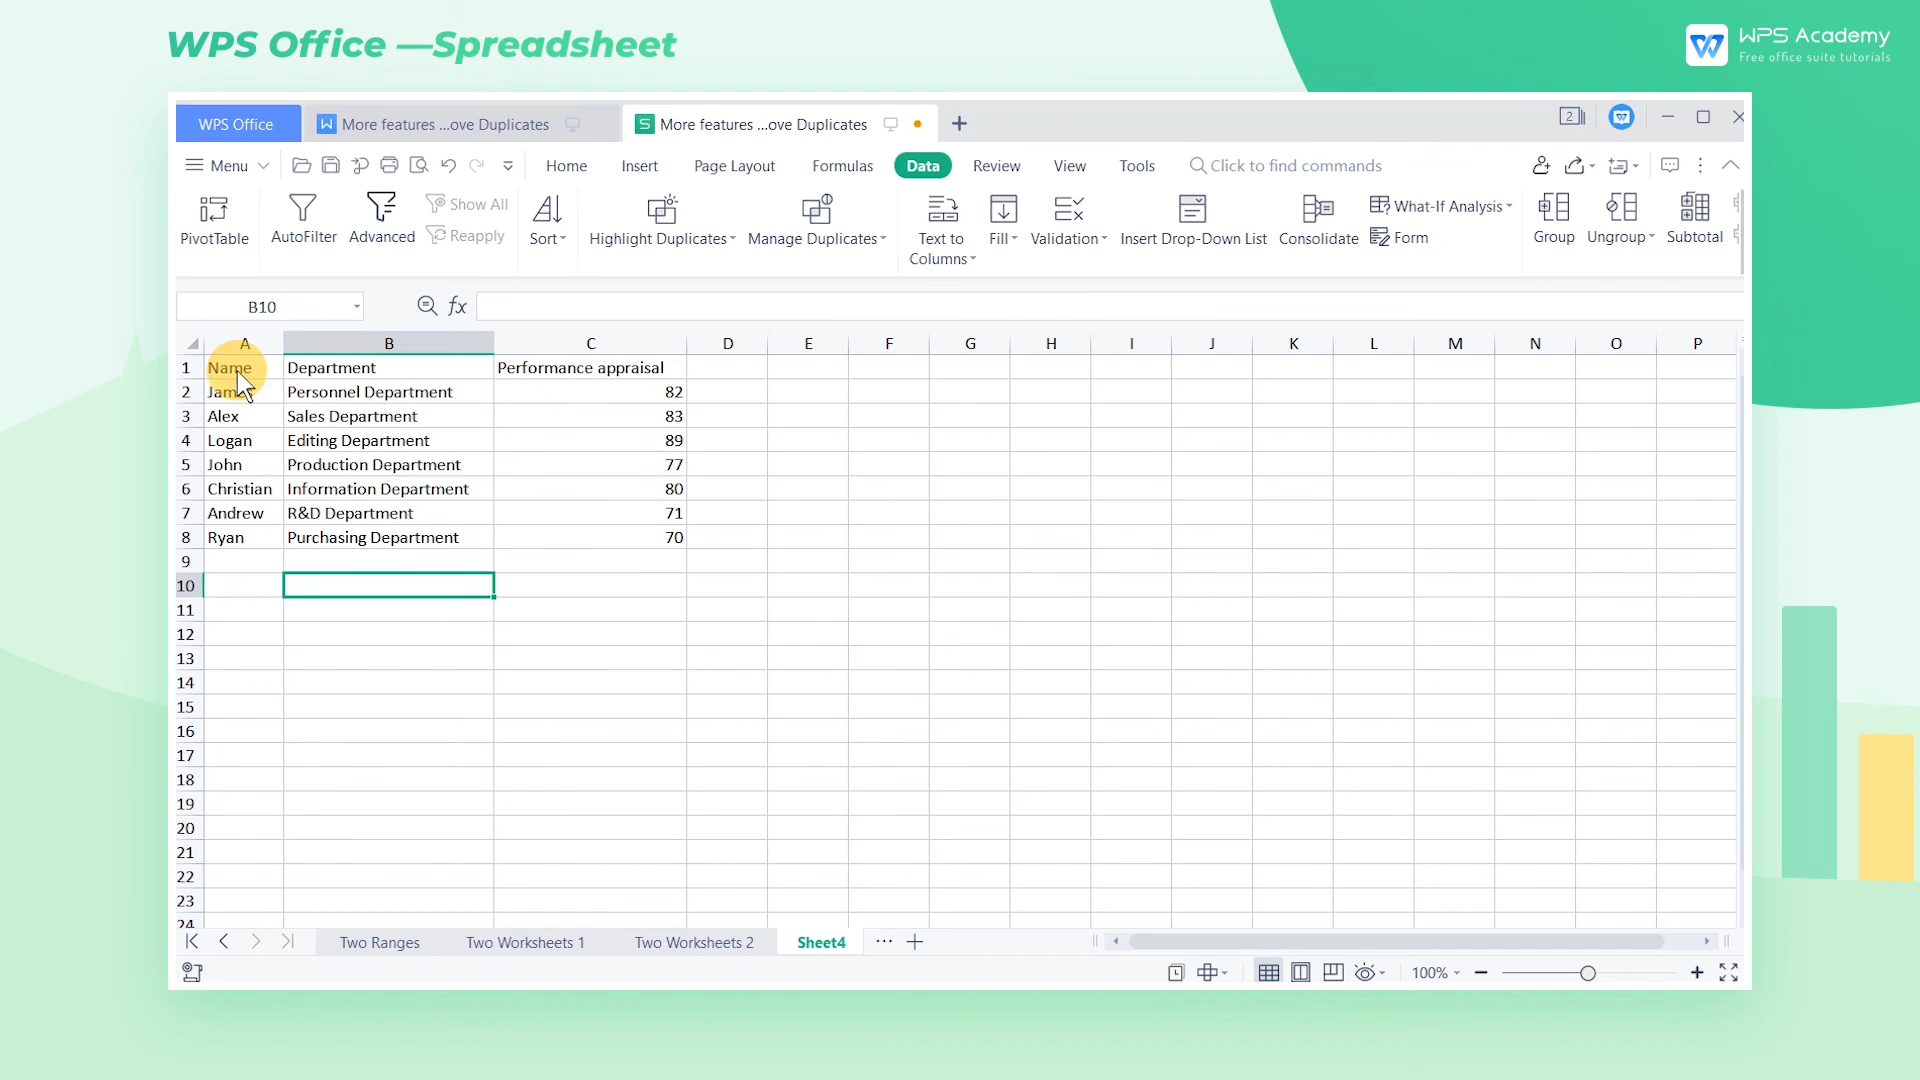 WPS Office —Spreadsheet
WPS Academy
Free office suite tutorials
WPS Office
More features ...ove Duplicates
More features ...ove Duplicates
2
Menu
Home
Insert
Page Layout
Formulas
Data
Review
View
Tools
Click to find commands
PivotTable
AutoFilter
Advanced
Show All
Reapply
Sort
Highlight Duplicates
Manage Duplicates
Text to
Columns
Fill
Validation
Insert Drop-Down List
Consolidate
What-If Analysis
Form
Group
Ungroup
Subtotal
B10
fx
A B C D E F G H I J K L M N O P
1 Name Department Performance appraisal
2 Personnel Department 82
3 Alex Sales Department 83
4 Logan Editing Department 89
5 John Production Department 77
6 Christian Information Department 80
7 Andrew R&D Department 71
8 Ryan Purchasing Department 70
9
10
11
12
13
14
15
16
17
18
19
20
21
22
23
24
Two Ranges
Two Worksheets 1
Two Worksheets 2
Sheet4
100%